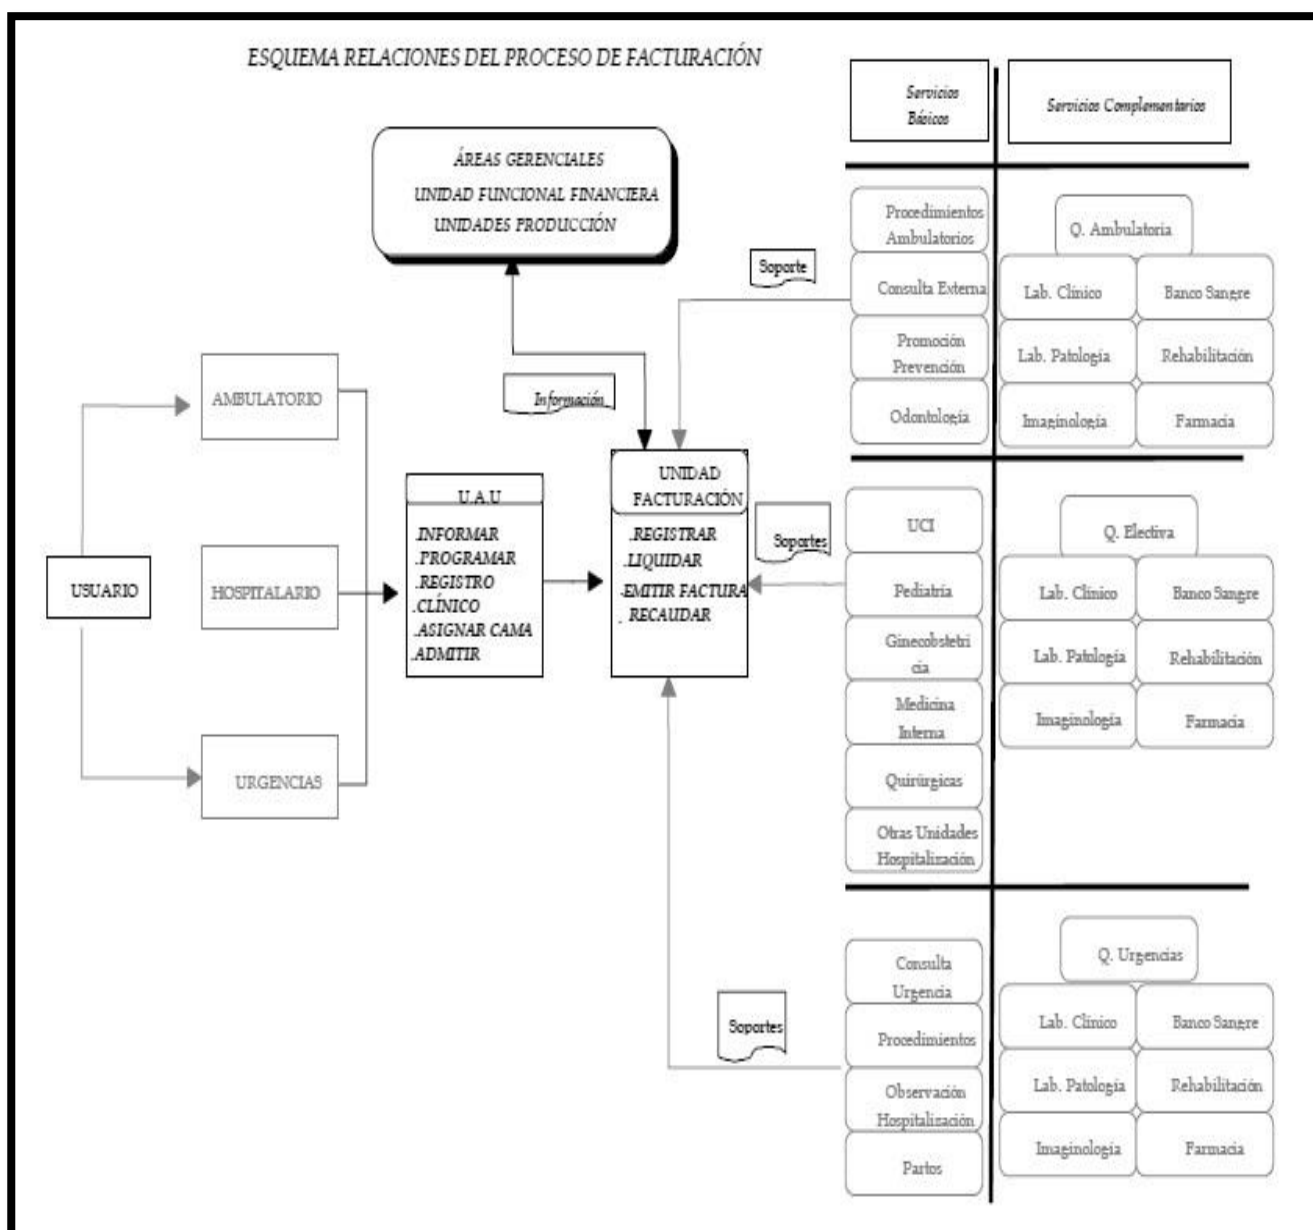 ESQUEMA RELACIONES DEL PROCESO DE FACTURACIÓN
Servicios
Básicos
Servicios Complementarios
ÁREAS GERENCIALES
UNIDAD FUNCIONAL FINANCIERA
UNIDADES PRODUCCIÓN
Procedimientos
Ambulatorios
Q. Ambulatoria
Soporte
Consulta Externa
Lab. Clínico
Banco Sangre
Promoción
Prevención
Lab. Patología
Rehabilitación
Información
Odontología
Imaginología
Farmacia
AMBULATORIO
USUARIO
HOSPITALARIO
URGENCIAS
U.A.U
.INFORMAR
.PROGRAMAR
.REGISTRO
.CLÍNICO
.ASIGNAR CAMA
.ADMITIR
UNIDAD
FACTURACIÓN
.REGISTRAR
.LIQUIDAR
.EMITIR FACTURA
. RECAUDAR
Soportes
UCI
Q. Electiva
Pediatría
Lab. Clínico
Banco Sangre
Ginecobstetri
cia
Lab. Patología
Rehabilitación
Medicina
Interna
Imaginología
Farmacia
Quirúrgicas
Otras Unidades
Hospitalización
Soportes
Consulta
Urgencia
Q. Urgencias
Procedimientos
Lab. Clínico
Banco Sangre
Observación
Hospitalización
Lab. Patología
Rehabilitación
Partos
Imaginología
Farmacia